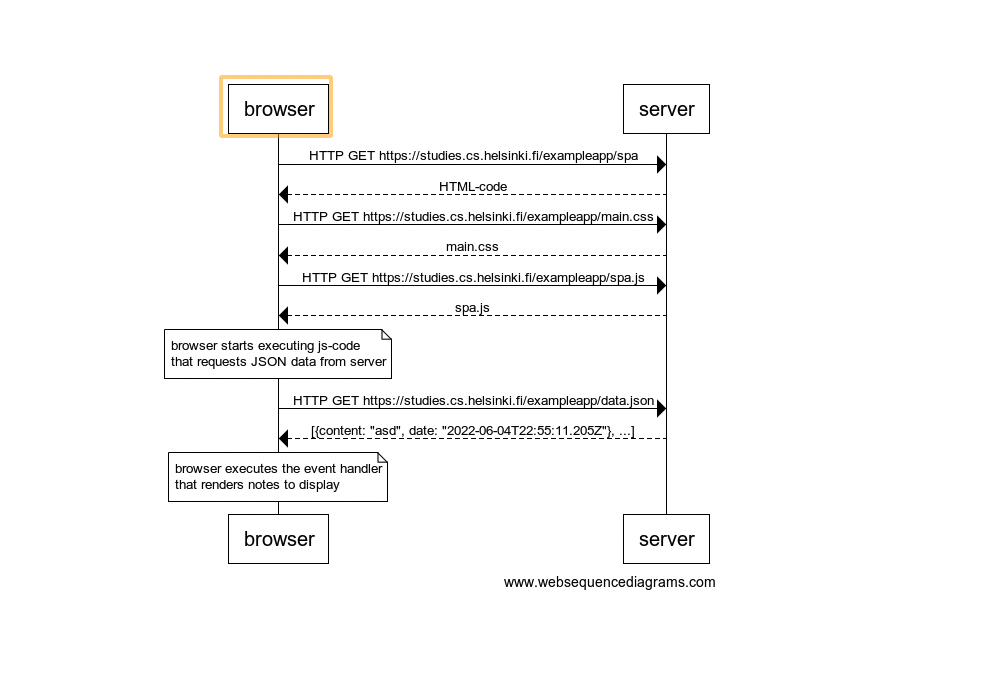 browser
server
HTTP GET https://studies.cs.helsinki.fi/exampleapp/spa
HTML-code
HTTP GET https://studies.cs.helsinki.fi/exampleapp/main.css
main.css
HTTP GET https://studies.cs.helsinki.fi/exampleapp/spa.js
spa.js
browser starts executing js-code
that requests JSON data from server
HTTP GET https://studies.cs.helsinki.fi/exampleapp/data.json
[{content: "asd", date: "2022-06-04T22:55:11.205Z"}, ...]
browser executes the event handler
that renders notes to display
browser
server
www.websequencediagrams.com